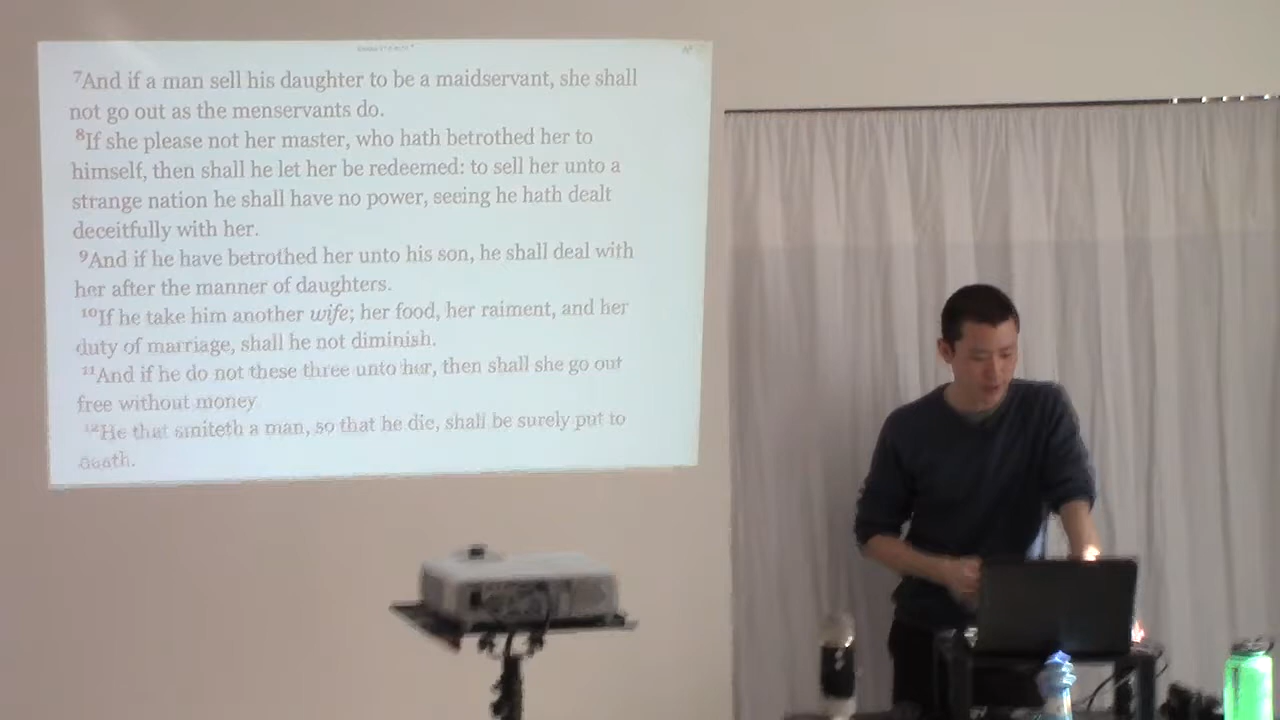 7And if a man sell his daughter to be a maidservant, she shall
not go out as the menservants do.
8If she please not her master, who hath betrothed her to
himself, then shall he let her be redeemed: to sell her unto a
strange nation he shall have no power, seeing he hath dealt
deceitfully with her.
9And if he have betrothed her unto his son, he shall deal with
her after the manner of daughters.
10If he take him another wife; her food, her raiment, and her
duty of marriage, shall he not diminish.
11And if he do not these three unto her, then shall she go out
free without money
12He that smiteth a man, so that he die, shall be surely put to
death.